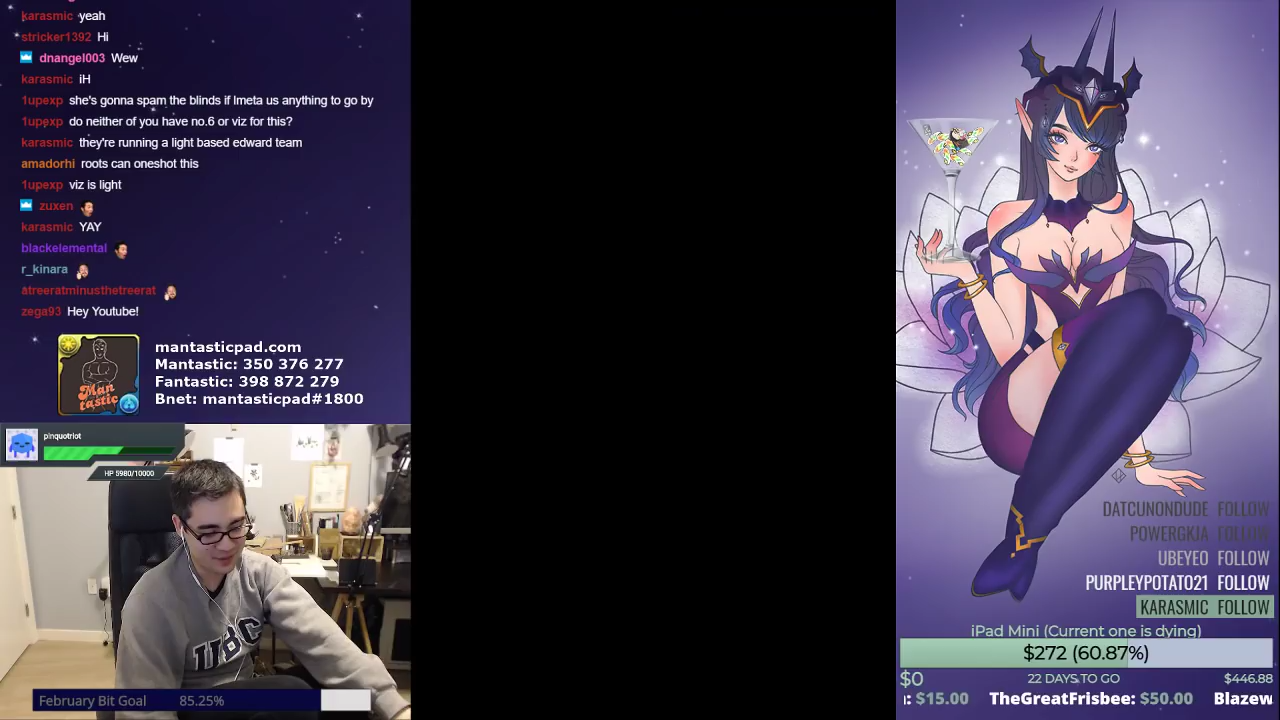 karasmic yeah
stricker1392 Hi
dnangel003 Wew
karasmic iH
1upexp she's gonna spam the blinds if lmeta us anything to go by
1upexp do neither of you have no.6 or viz for this?
karasmic they're running a light based edward team
amadorhi roots can oneshot this
1upexp viz is light
zuxen
karasmic YAY
blackelemental
r_kinara
atreeratminusthetreerat
zega93 Hey Youtube!
Man
tastic
mantasticpad.com
Mantastic: 350 376 277
Fantastic: 398 872 279
Bnet: mantasticpad#1800
pinquotriot
HP 5980/10000
UBC
February Bit Goal 85.25%
DATCUNONDUDE FOLLOW
POWERGKIA FOLLOW
UBEYEO FOLLOW
PURPLEYPOTATO21 FOLLOW
KARASMIC FOLLOW
iPad Mini (Current one is dying)
$272 (60.87%)
$0 22 DAYS TO GO $446.88
: $15.00 TheGreatFrisbee: $50.00 Blazew